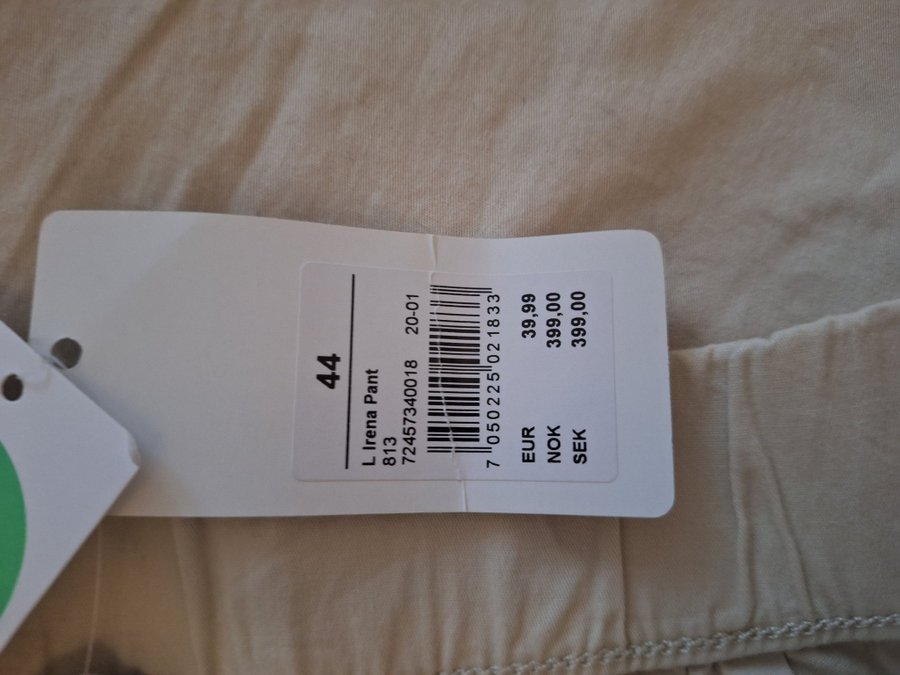 44
L Irena Pant
813
72457340018 20-01
7 050225 021833
EUR 39,99
NOK 399,00
SEK 399,00